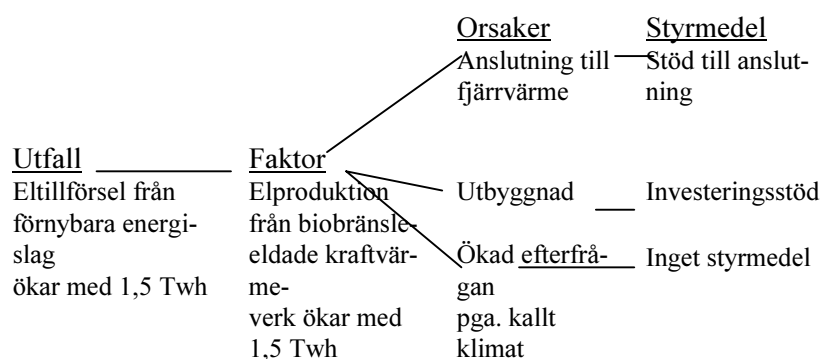 Orsaker
Anslutning till
fjärrvärme
Styrmedel
Stöd till anslut-
ning
Utfall
Eltillförsel från
förnybara energi-
slag
ökar med 1,5 Twh
Faktor
Elproduktion
från biobränsle-
eldade kraftvär-
me-
verk ökar med
1,5 Twh
Utbyggnad
Investeringsstöd
Ökad efterfrå-
gan
pga. kallt
klimat
Inget styrmedel